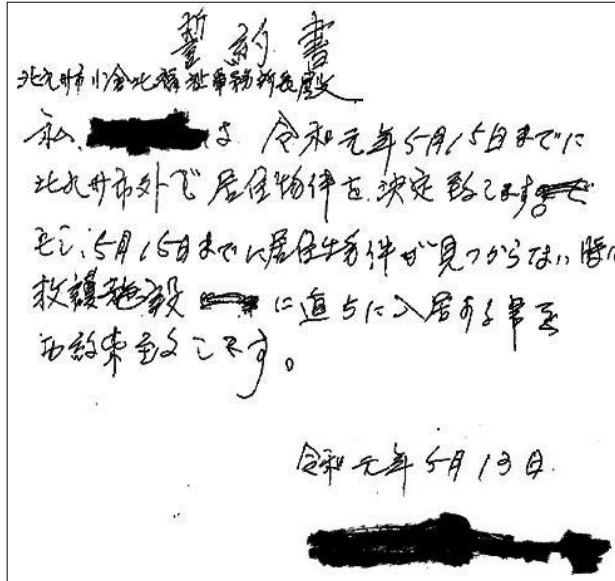 誓約書
北九州市小倉北福祉事務所長殿
私、は、令和元年5月15日までに
北九州市外で居住物件を決定致します。
もし、5月15日までに居住物件が見つからない時は
救護施設に直ちに入居する事を
お約束致します。
令和元年5月13日